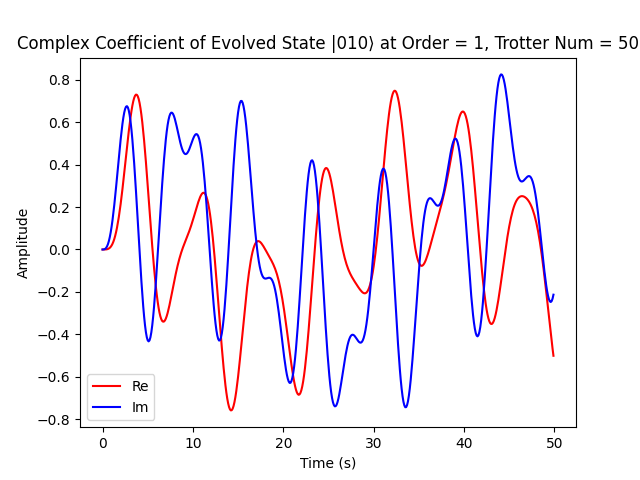 Complex Coefficient of Evolved State |010⟩ at Order = 1, Trotter Num = 50
Amplitude
0.8
0.6
0.4
0.2
0.0
−0.2
−0.4
−0.6
−0.8
Re
Im
0 10 20 30 40 50
Time (s)